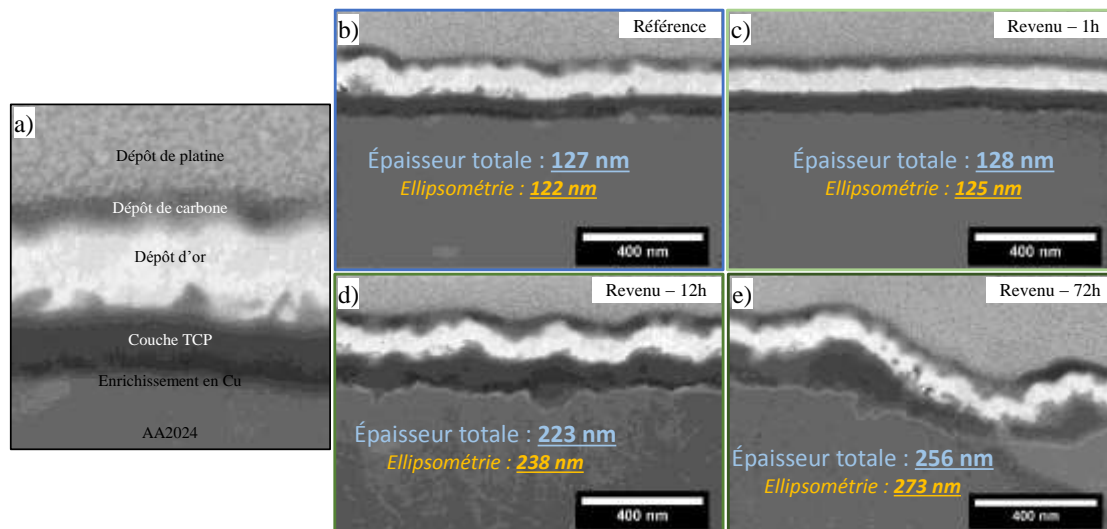 a)
Dépôt de platine
Dépôt de carbone
Dépôt d'or
Couche TCP
Enrichissement en Cu
AA2024
b)
Référence
Épaisseur totale : 127 nm
Ellipsométrie : 122 nm
400 nm
c)
Revenu – 1h
Épaisseur totale : 128 nm
Ellipsométrie : 125 nm
400 nm
d)
Revenu – 12h
Épaisseur totale : 223 nm
Ellipsométrie : 238 nm
400 nm
e)
Revenu – 72h
Épaisseur totale : 256 nm
Ellipsométrie : 273 nm
400 nm